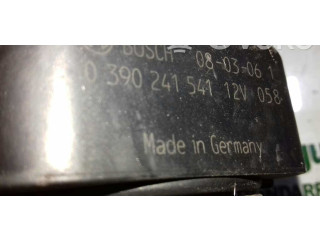 BOSCH 08-03-06 1
0 390 241 541 12V 058
Made in Germany